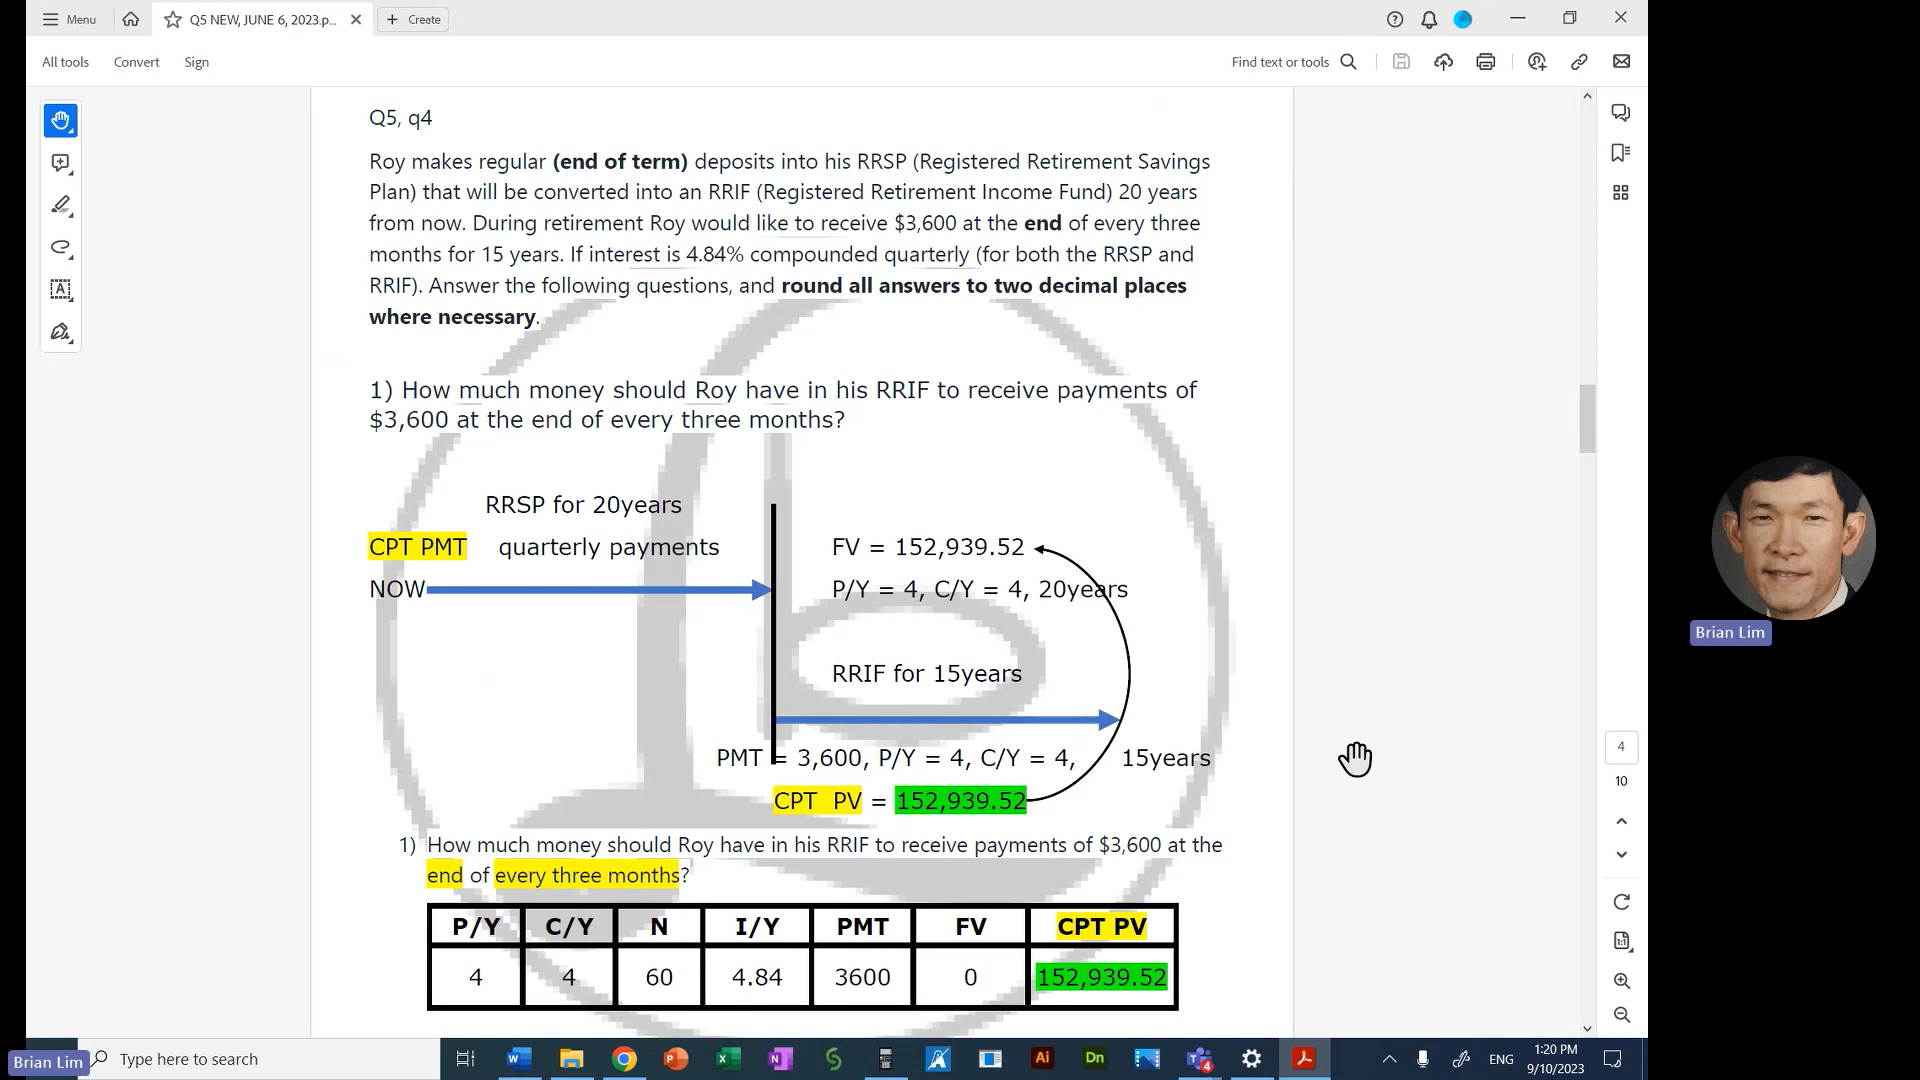 Menu
Q5 NEW, JUNE 6, 2023.p...
Create
All tools
Convert
Sign
Find text or tools
Q5, q4
Roy makes regular (end of term) deposits into his RRSP (Registered Retirement Savings
Plan) that will be converted into an RRIF (Registered Retirement Income Fund) 20 years
from now. During retirement Roy would like to receive $3,600 at the end of every three
months for 15 years. If interest is 4.84% compounded quarterly (for both the RRSP and
RRIF). Answer the following questions, and round all answers to two decimal places
where necessary.
1) How much money should Roy have in his RRIF to receive payments of
$3,600 at the end of every three months?
RRSP for 20years
CPT PMT quarterly payments FV = 152,939.52
NOW P/Y = 4, C/Y = 4, 20years
RRIF for 15years
PMT = 3,600, P/Y = 4, C/Y = 4, 15years
CPT PV = 152,939.52
1) How much money should Roy have in his RRIF to receive payments of $3,600 at the
end of every three months?
P/Y C/Y N I/Y PMT FV CPT PV
4 4 60 4.84 3600 0 152,939.52
4
10
Brian Lim
Brian Lim
Type here to search
ENG
1:20 PM
9/10/2023